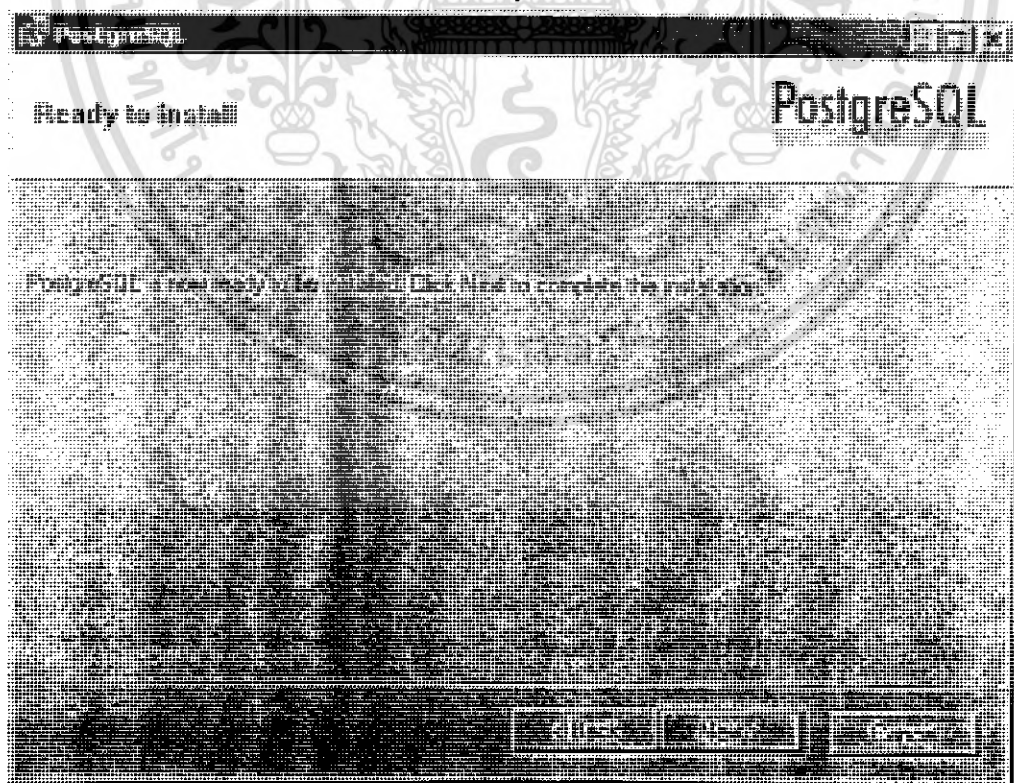 PostgreSQL
Ready to install
PostgreSQL
PostgreSQL is now ready to be installed. Click Next to complete the installation.
< Back
Next >
Cancel